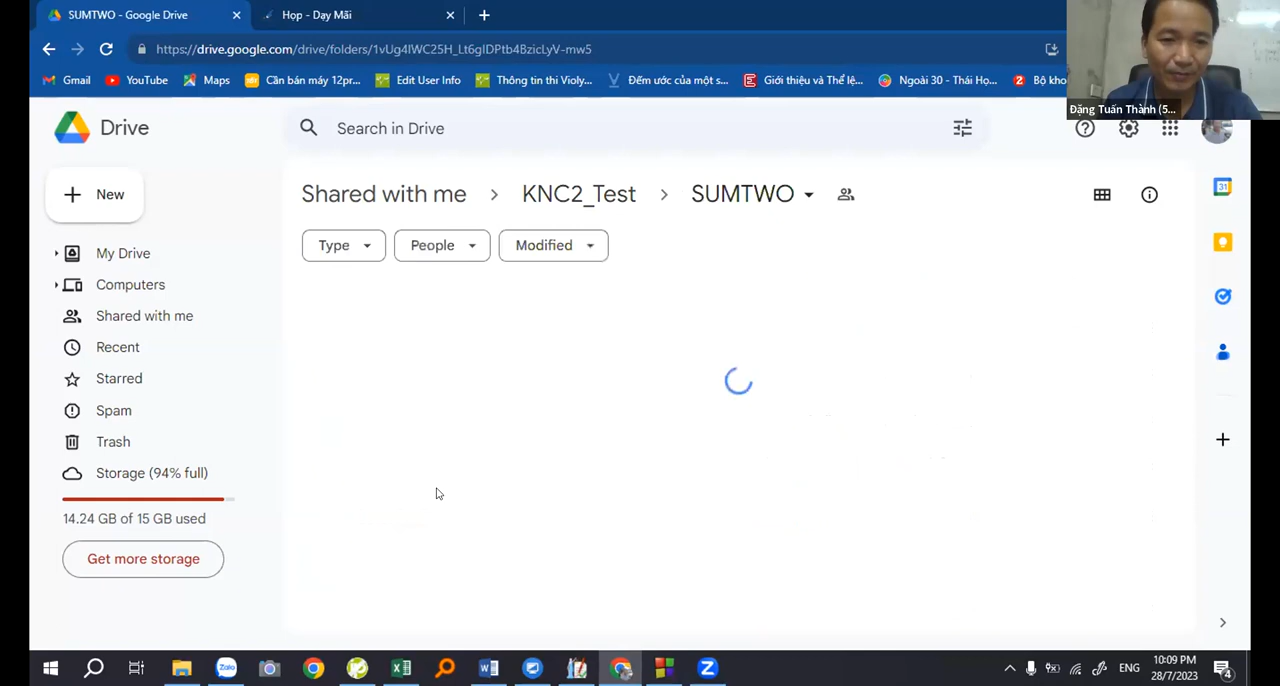 SUMTWO - Google Drive
Họp - Dạy Mãi
https://drive.google.com/drive/folders/1vUg4IWC25H_Lt6gIDPtb4BzicLyV-mw5
Gmail
YouTube
Maps
Cần bán máy 12pr...
Edit User Info
Thông tin thi Violy...
Đếm ước của một s...
Giới thiệu và Thể lệ...
Ngoài 30 - Thái Họ...
Bộ kho
Đặng Tuấn Thành (5...
Drive
Search in Drive
New
Shared with me
KNC2_Test
SUMTWO
31
Type
People
Modified
My Drive
Computers
Shared with me
Recent
Starred
Spam
Trash
Storage (94% full)
14.24 GB of 15 GB used
Get more storage
Zalo
ENG
10:09 PM
28/7/2023
4